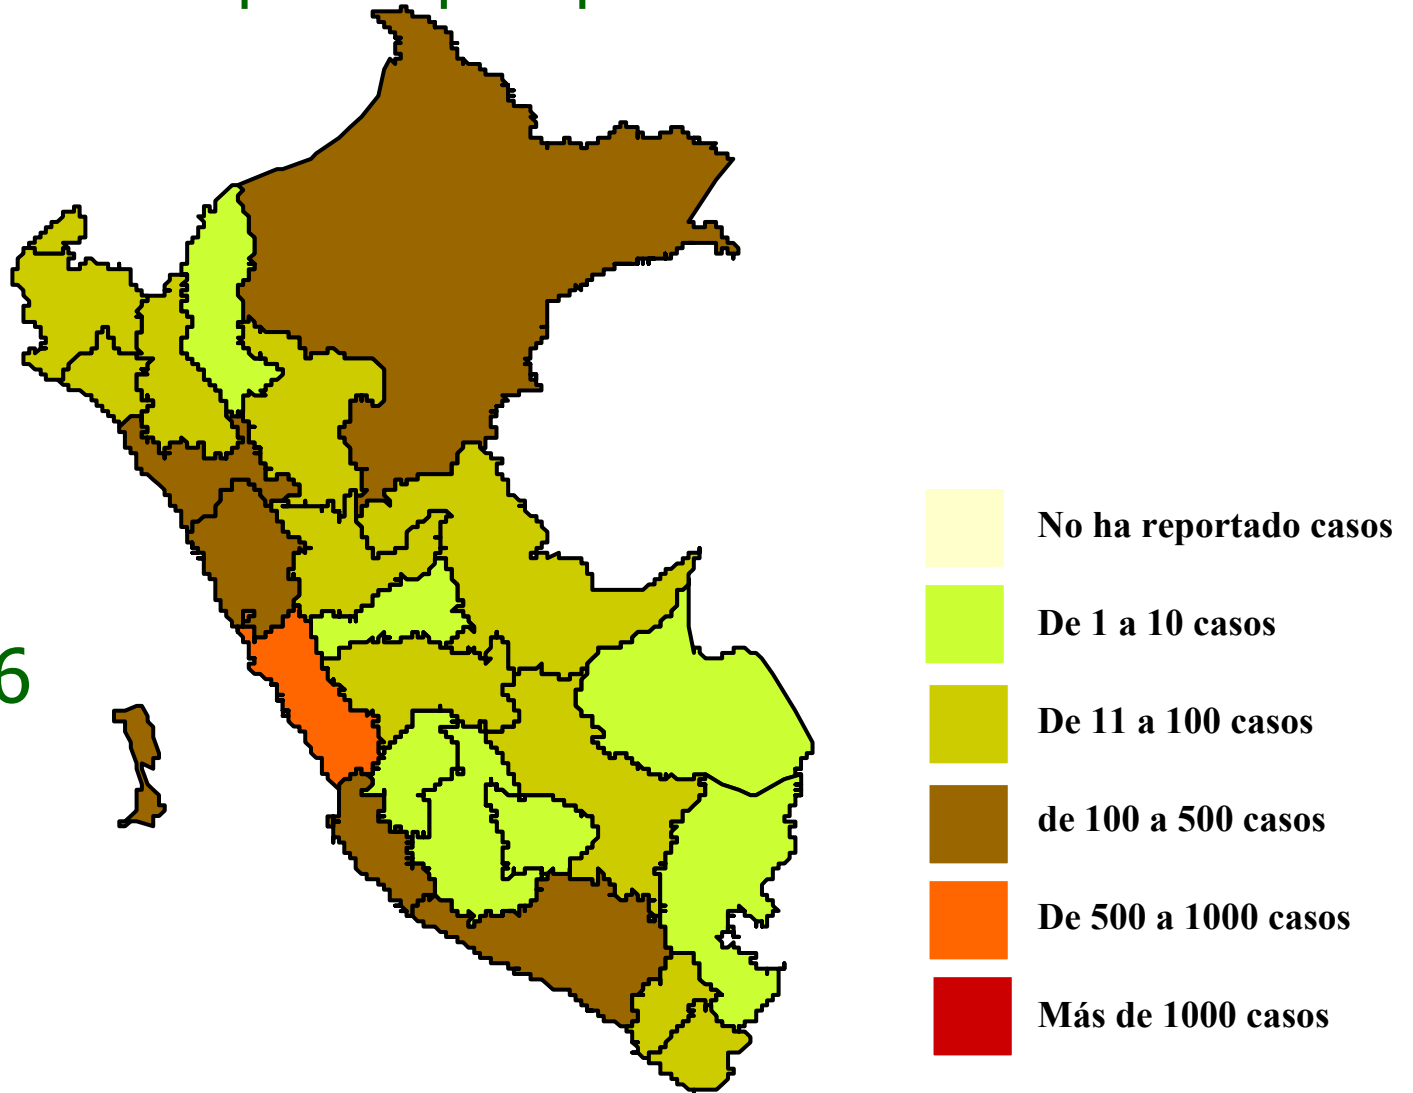 No ha reportado casos
De 1 a 10 casos
6
De 11 a 100 casos
de 100 a 500 casos
De 500 a 1000 casos
Más de 1000 casos